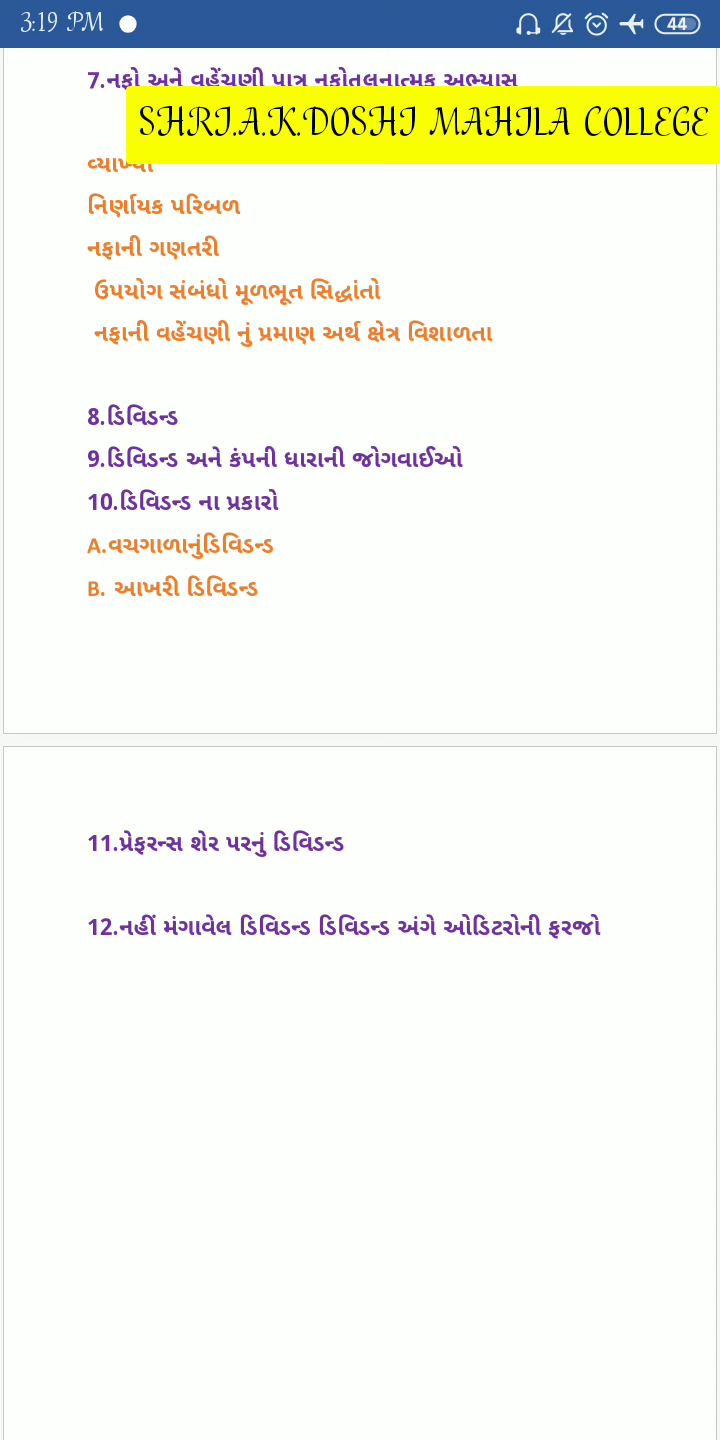 3:19 PM
44
7.નફો અને વહેંચણી પાત્ર નફોતુલનાત્મક અભ્યાસ
SHRI.A.K.DOSHI MAHILA COLLEGE
વ્યાખ્યા
નિર્ણાયક પરિબળ
નફાની ગણતરી
ઉપયોગ સંબંધો મૂળભૂત સિદ્ધાંતો
નફાની વહેંચણી નું પ્રમાણ અર્થ ક્ષેત્ર વિશાળતા
8.ડિવિડન્ડ
9.ડિવિડન્ડ અને કંપની ધારાની જોગવાઈઓ
10.ડિવિડન્ડ ના પ્રકારો
A.વચગાળાનુંડિવિડન્ડ
B. આખરી ડિવિડન્ડ
11.પ્રેફરન્સ શેર પરનું ડિવિડન્ડ
12.નહીં મંગાવેલ ડિવિડન્ડ ડિવિડન્ડ અંગે ઓડિટરોની ફરજો